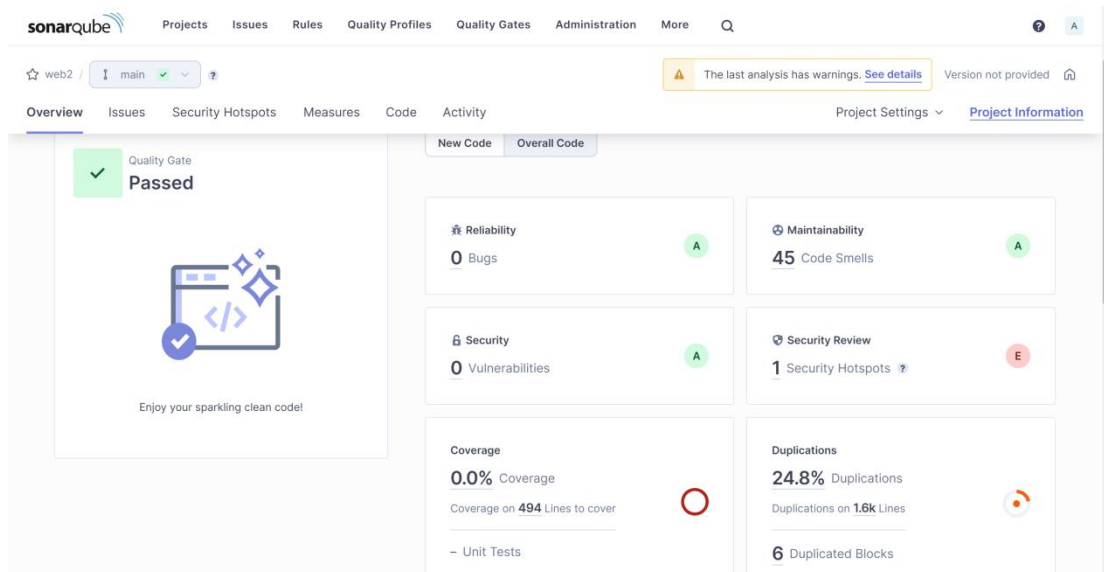 sonarqube Projects Issues Rules Quality Profiles Quality Gates Administration More ? A
web2 / main ? The last analysis has warnings. See details Version not provided
Overview Issues Security Hotspots Measures Code Activity Project Settings Project Information
New Code Overall Code
Quality Gate
Passed
</>
Enjoy your sparkling clean code!
Reliability
0 Bugs
A
Maintainability
45 Code Smells
A
Security
0 Vulnerabilities
A
Security Review
1 Security Hotspots ?
E
Coverage
0.0% Coverage
Coverage on 494 Lines to cover
– Unit Tests
Duplications
24.8% Duplications
Duplications on 1.6k Lines
6 Duplicated Blocks